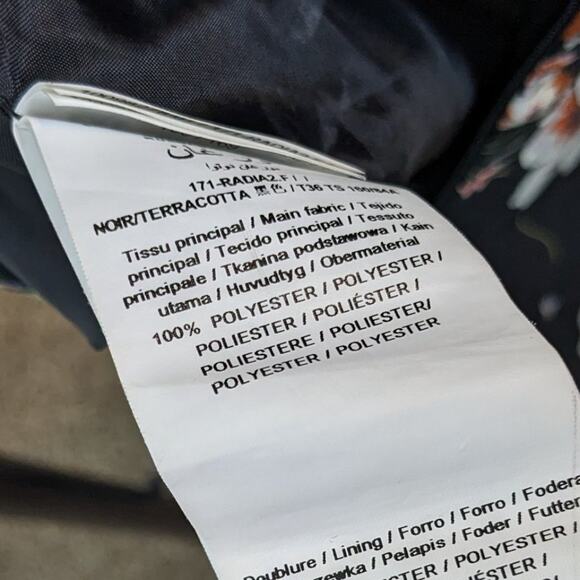 171-RADIA2.F
NOIR/TERRACOTTA / T36 TS
Tissu principal / Main fabric / Tejido
principal / Tecido principal / Tessuto
principale / Tkanina podstawowa / Kain
utama / Huvudtyg / Obermaterial
100% POLYESTER / POLYESTER /
POLIESTER / POLIÉSTER /
POLIESTERE / POLIESTER/
POLYESTER / POLYESTER
Doublure / Lining / Forro / Forro / Fodera
Pelapis / Foder / Futter
POLYESTER /